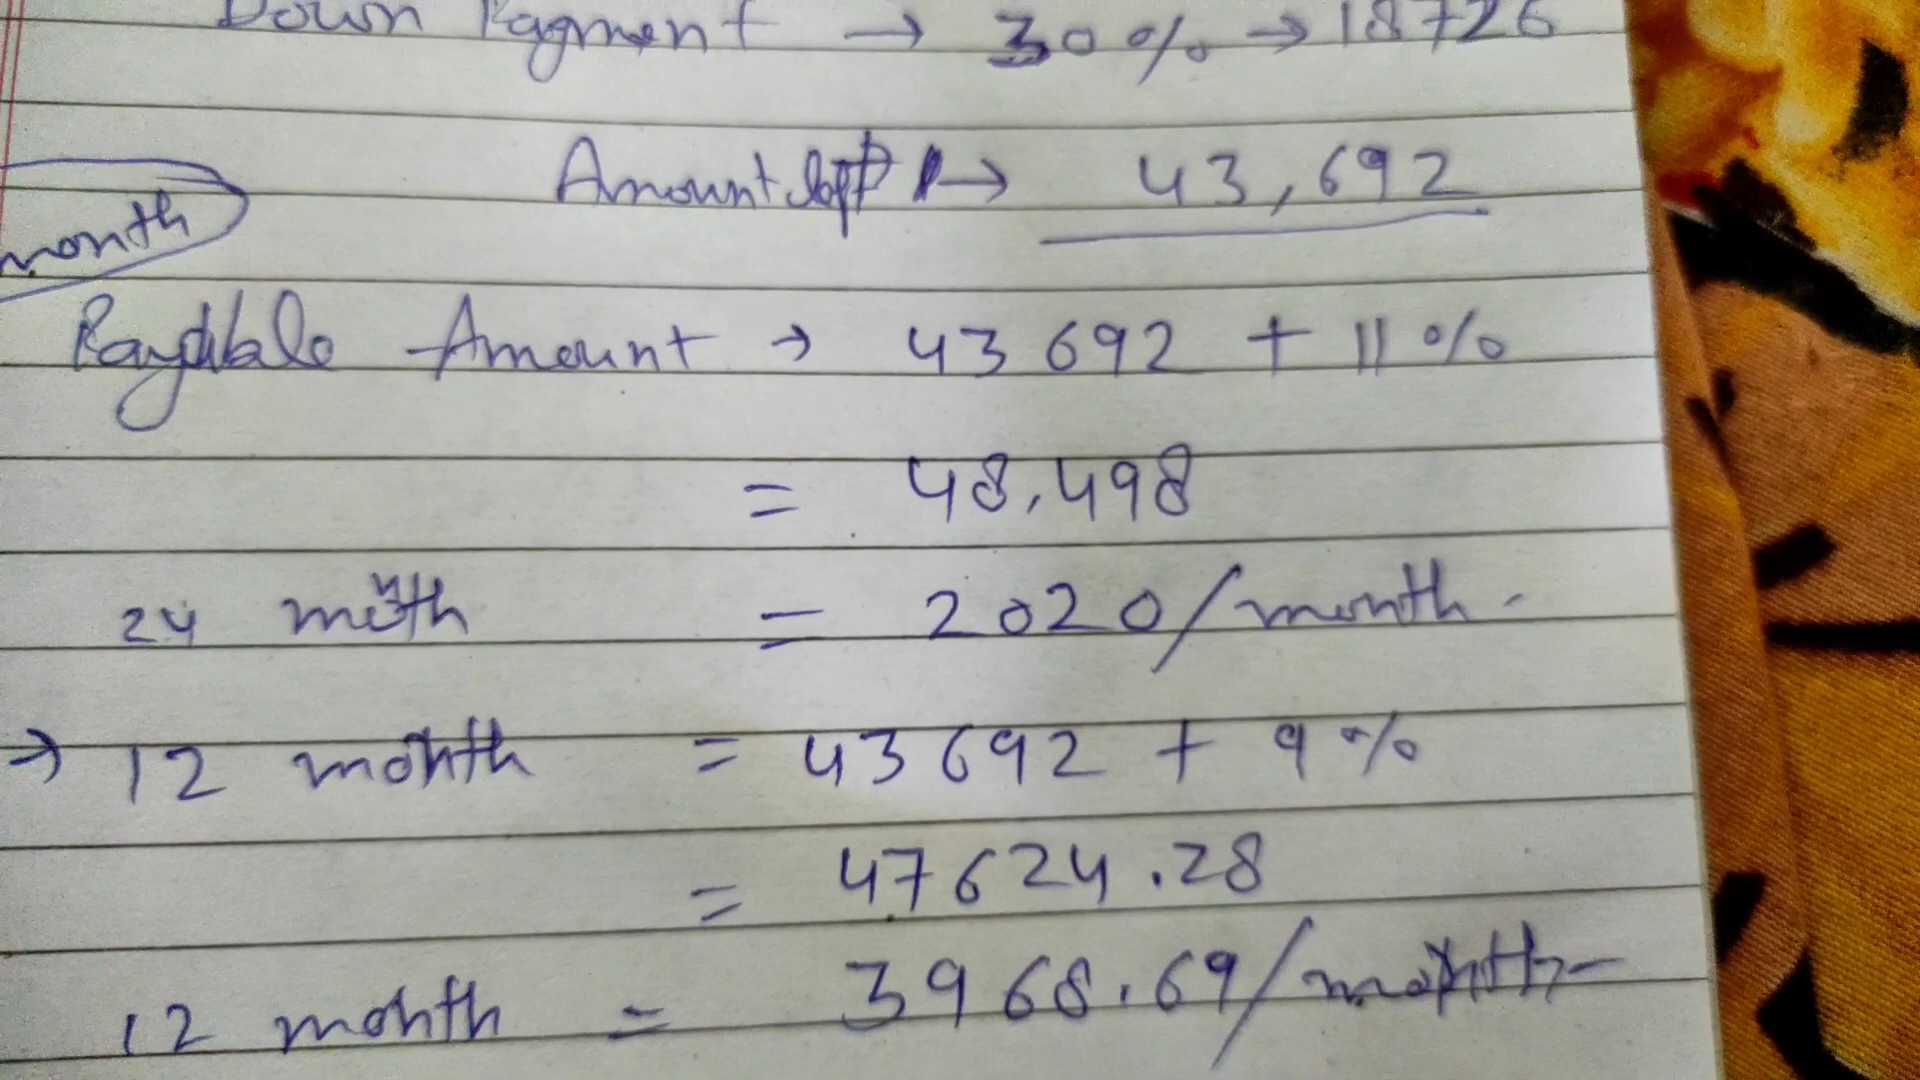 Down Payment → 30% → 18726
Amount left → 43,692
month
Payable Amount → 43692 + 11%
= 48,498
24 month = 2020/month.
→ 12 month = 43692 + 9%
= 47624.28
12 month = 3968.69/month